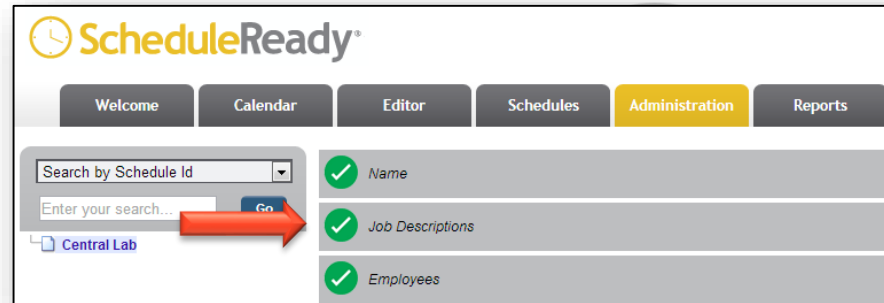 ScheduleReady®
Welcome Calendar Editor Schedules Administration Reports
Search by Schedule Id
Enter your search... Go
Central Lab
Name
Job Descriptions
Employees